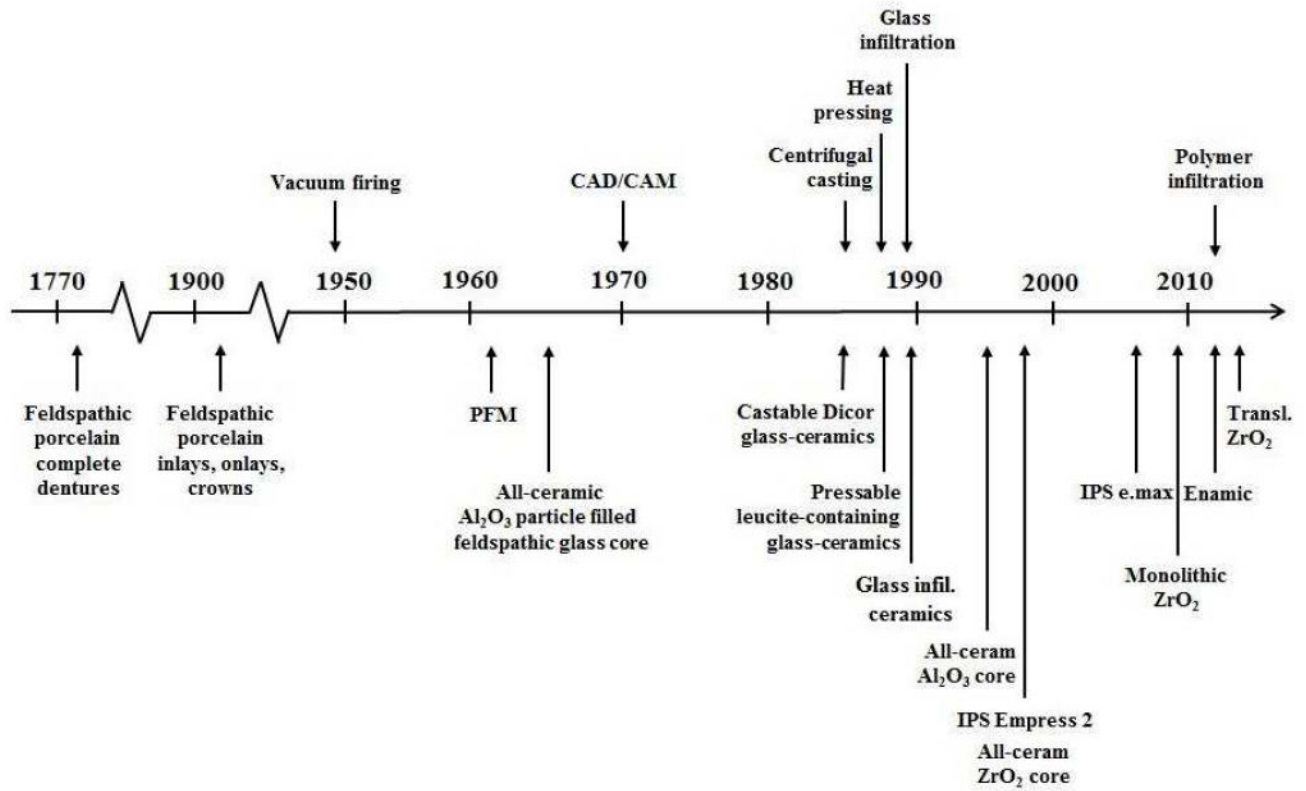 Glass
infiltration
Heat
pressing
Centrifugal
casting
Polymer
infiltration
Vacuum firing
CAD/CAM
1770
1900
1950
1960
1970
1980
1990
2000
2010
Feldspathic
porcelain
complete
dentures
Feldspathic
porcelain
inlays, onlays,
crowns
PFM
All-ceramic
Al₂O₃ particle filled
feldspathic glass core
Castable Dicor
glass-ceramics
Pressable
leucite-containing
glass-ceramics
Glass infil.
ceramics
All-ceram
Al₂O₃ core
IPS Empress 2
All-ceram
ZrO₂ core
IPS e.max
Monolithic
ZrO₂
Enamic
Transl.
ZrO₂